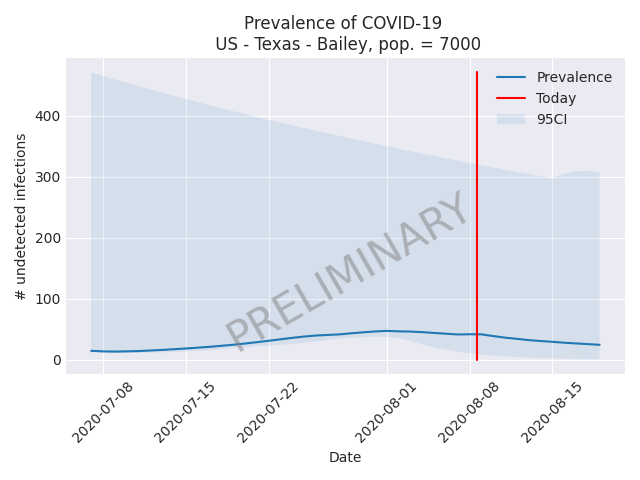 Prevalence of COVID-19
US - Texas - Bailey, pop. = 7000
Prevalence
Today
95CI
# undetected infections
400
300
200
100
0
PRELIMINARY
2020-07-08
2020-07-15
2020-07-22
2020-08-01
2020-08-08
2020-08-15
Date